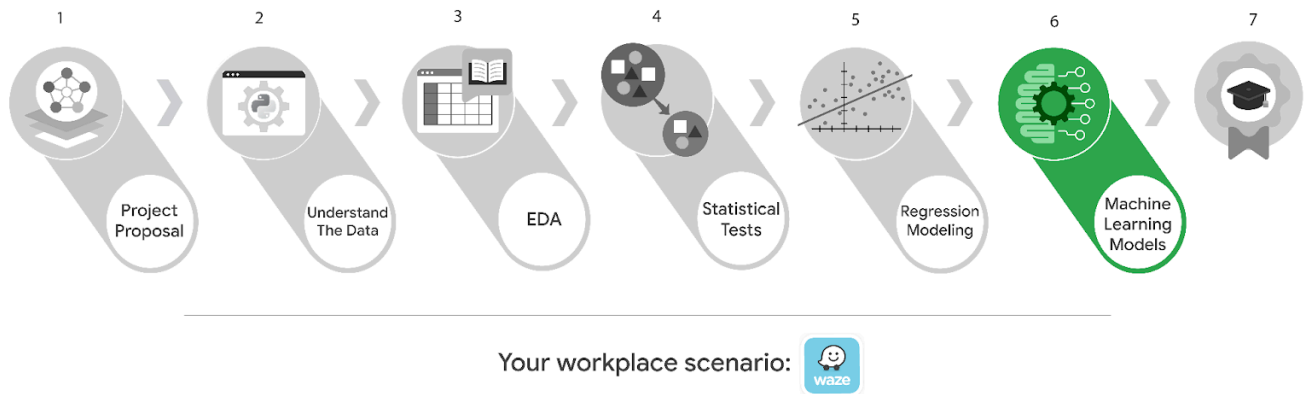 1
2
3
4
5
6
7
Project
Proposal
Understand
The Data
EDA
Statistical
Tests
Regression
Modeling
Machine
Learning
Models
Your workplace scenario:
waze